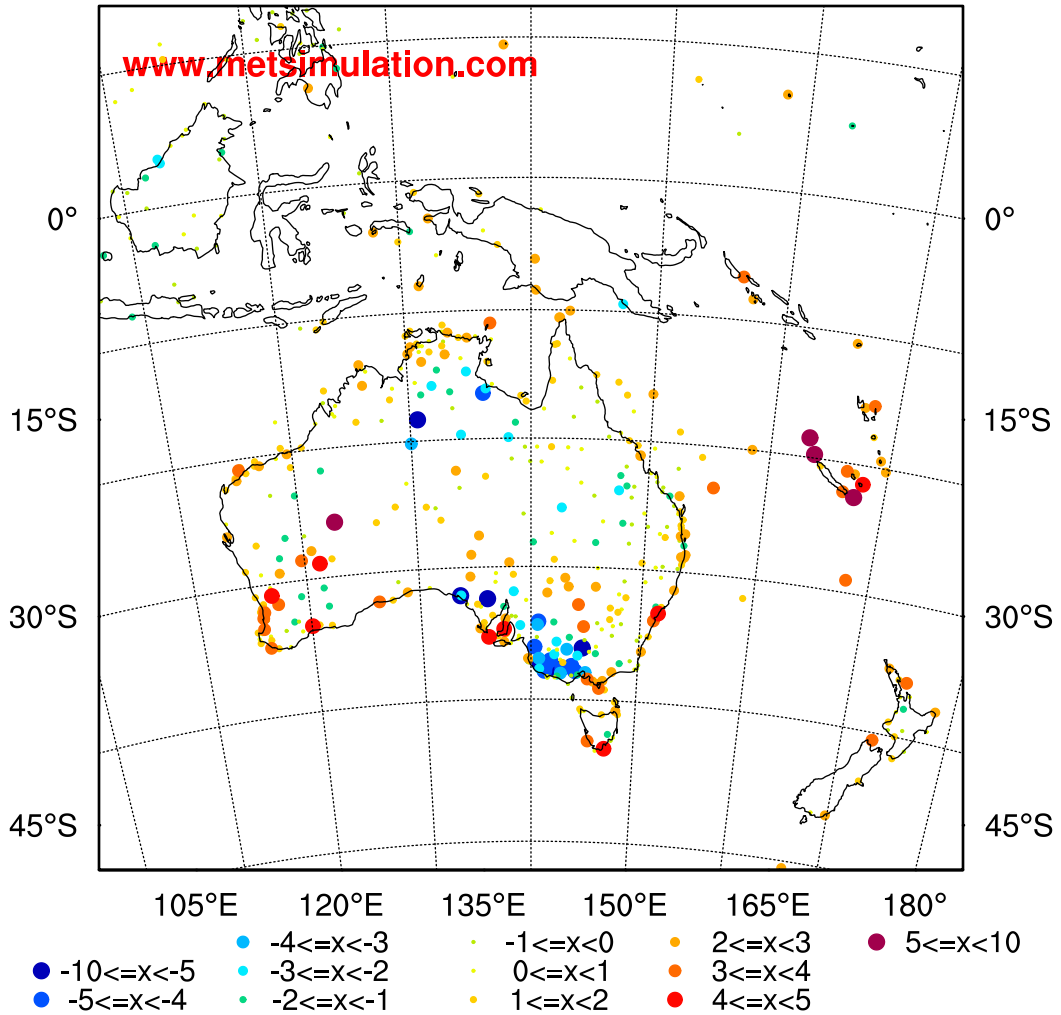 www.metsimulation.com
0° 0°
15°S 15°S
30°S 30°S
45°S 45°S
105°E 120°E 135°E 150°E 165°E 180°
-4<=x<-3 -1<=x<0 2<=x<3 5<=x<10
-10<=x<-5 -3<=x<-2 0<=x<1 3<=x<4
-5<=x<-4 -2<=x<-1 1<=x<2 4<=x<5